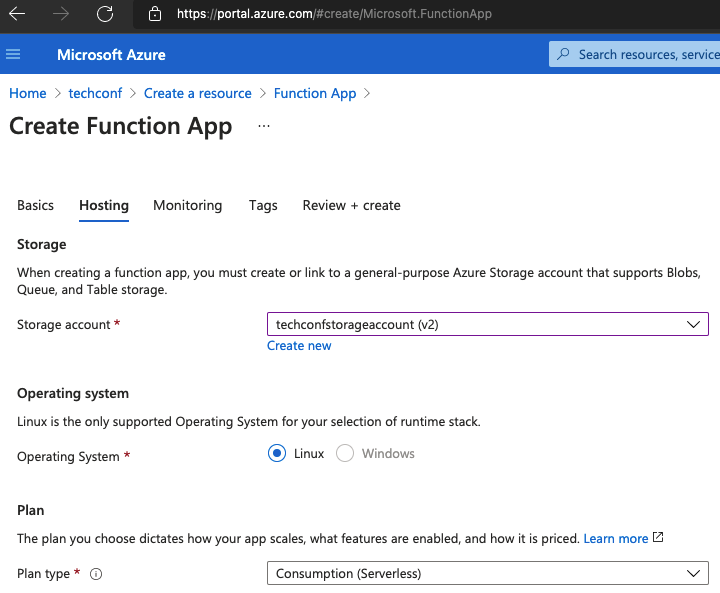 https://portal.azure.com/#create/Microsoft.FunctionApp
Microsoft Azure
Search resources, service
Home > techconf > Create a resource > Function App >
Create Function App ...
Basics Hosting Monitoring Tags Review + create
Storage
When creating a function app, you must create or link to a general-purpose Azure Storage account that supports Blobs,
Queue, and Table storage.
Storage account * techconfstorageaccount (v2)
Create new
Operating system
Linux is the only supported Operating System for your selection of runtime stack.
Operating System * Linux Windows
Plan
The plan you choose dictates how your app scales, what features are enabled, and how it is priced. Learn more
Plan type * Consumption (Serverless)